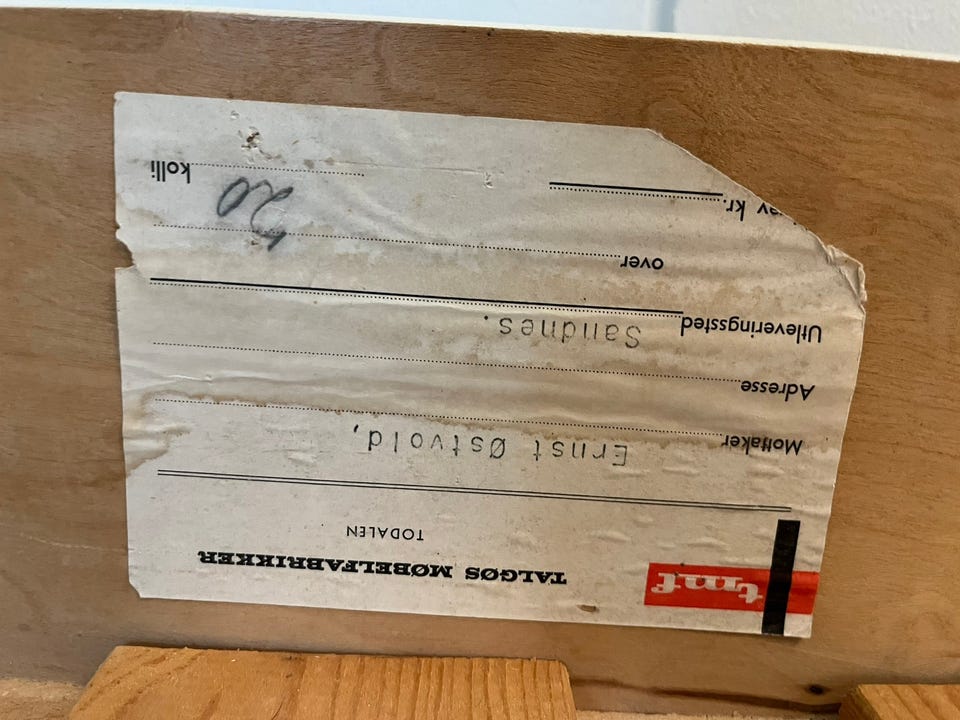 tmf TALGØS MØBELFABRIKKER
TODALEN
Mottaker Ernst Østvold,
Adresse
Utleveringssted Sandnes.
over
av kr. 20 kolli